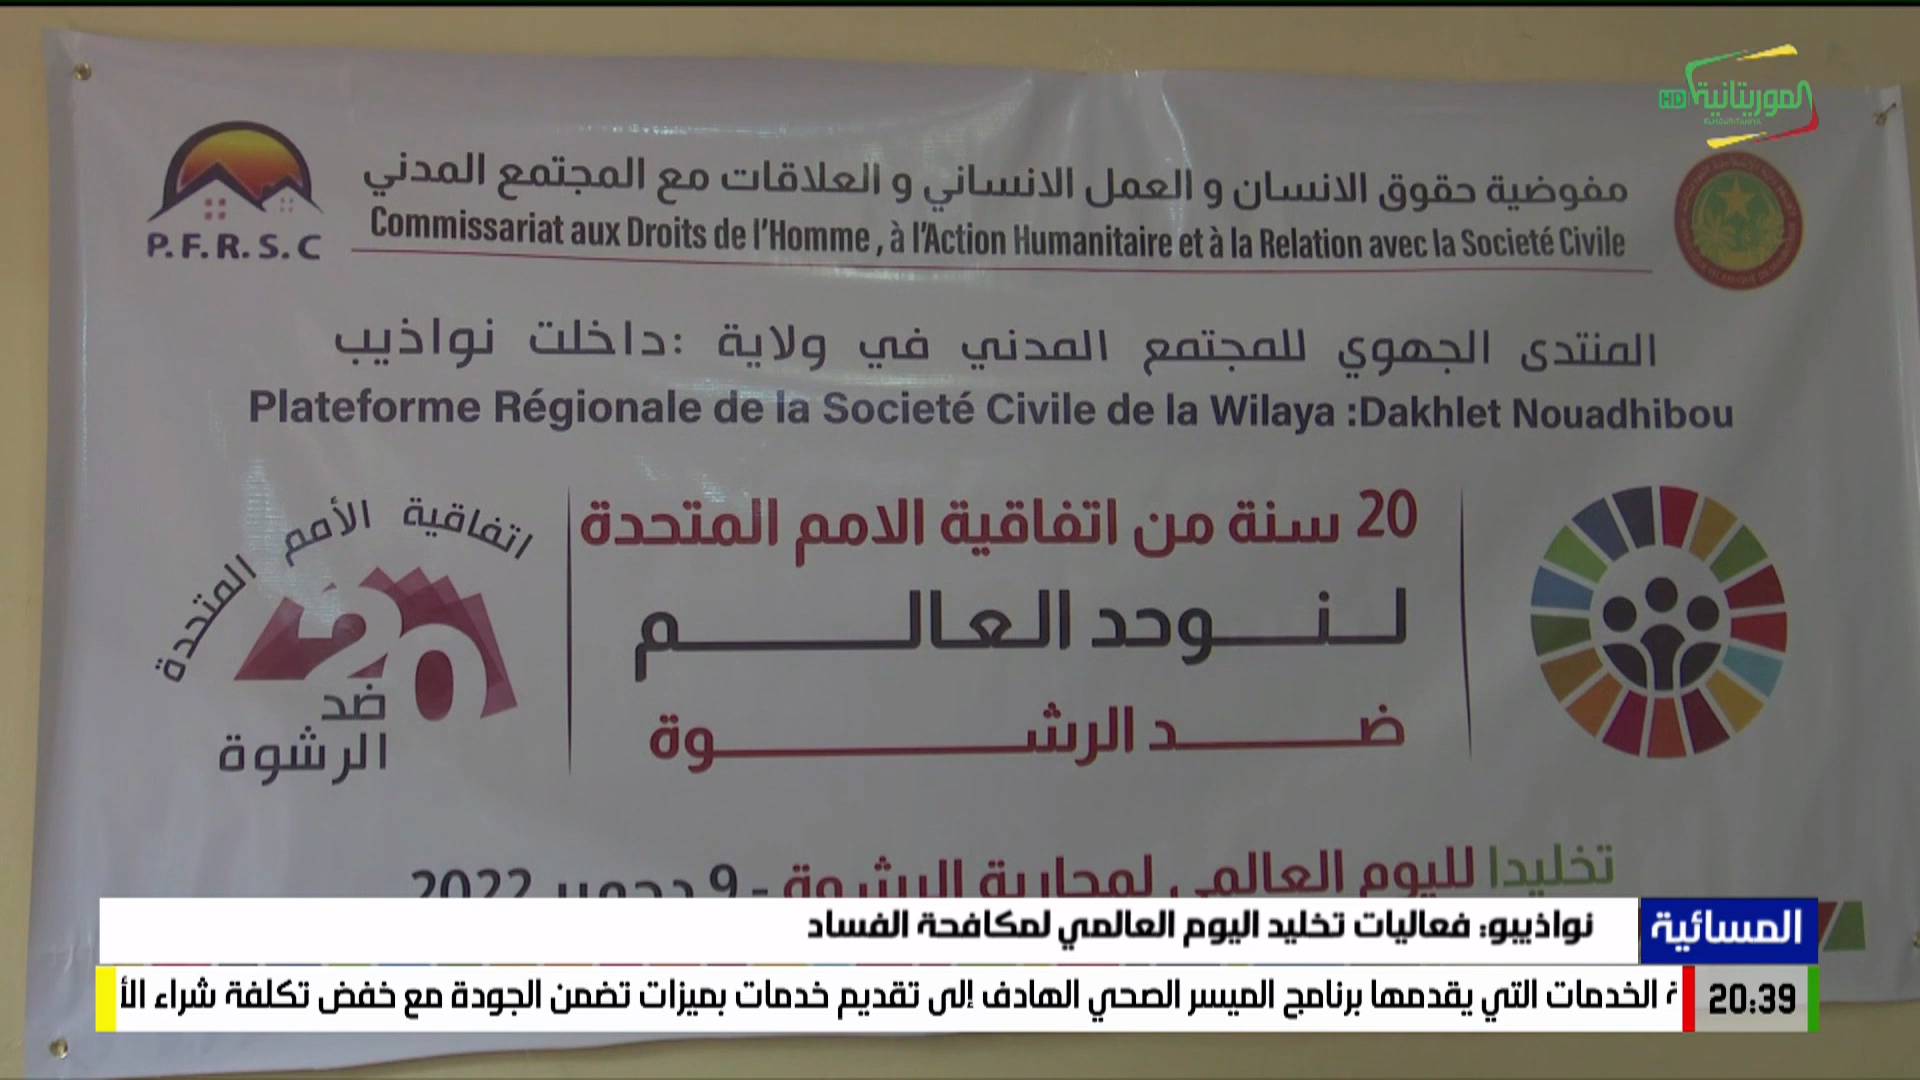 الموريتانية
HD
ELMOURITANIYA
P.F.R.S.C
مفوضية حقوق الانسان و العمل الانساني و العلاقات مع المجتمع المدني
Commissariat aux Droits de l'Homme , à l'Action Humanitaire et à la Relation avec la Societé Civile
المنتدى الجهوي للمجتمع المدني في ولاية :داخلت نواذيب
Plateforme Régionale de la Societé Civile de la Wilaya :Dakhlet Nouadhibou
20 سنة من اتفاقية الامم المتحدة
لنوحد العالم
ضد الرشوة
اتفاقية الأمم المتحدة
20
ضد
الرشوة
تخليدا لليوم العالمي لمحاربة الرشوة - 9 دجمبر 2022
المسائية
نواذيبو: فعاليات تخليد اليوم العالمي لمكافحة الفساد
20:39
ة الخدمات التي يقدمها برنامج الميسر الصحي الهادف إلى تقديم خدمات بميزات تضمن الجودة مع خفض تكلفة شراء الأ